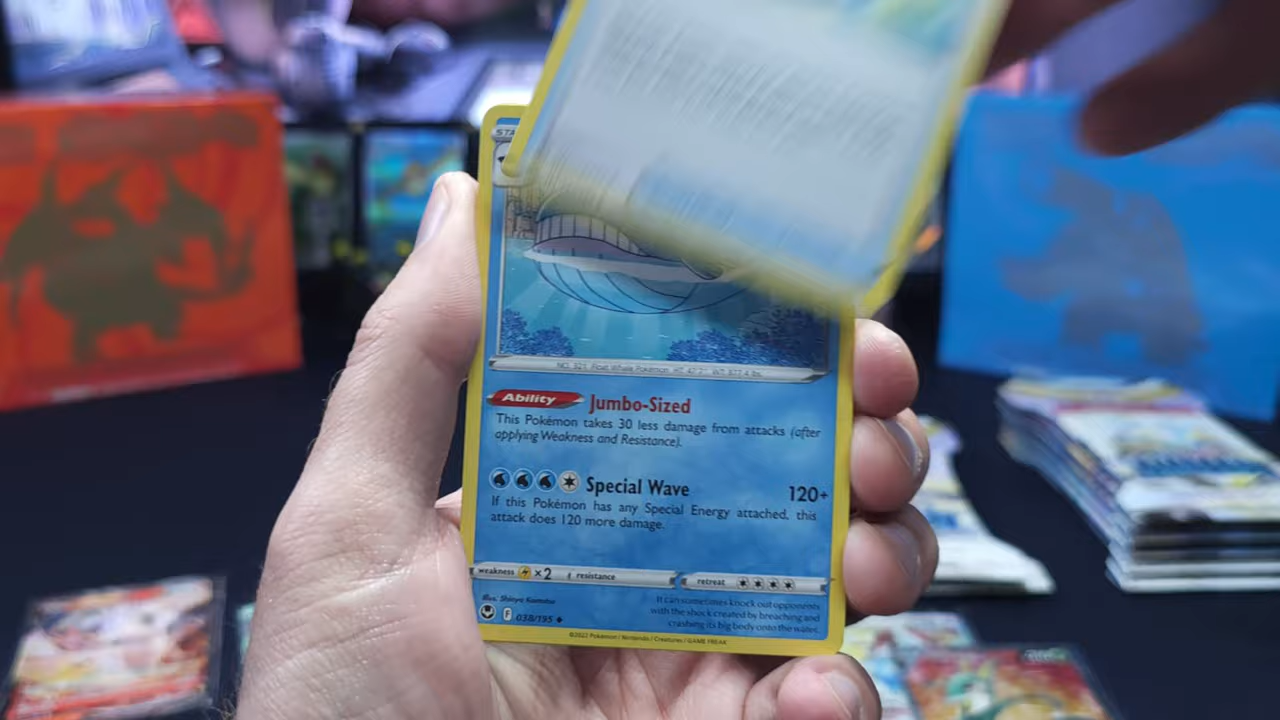 STA
NO. 321 Float Whale Pokémon HT: 47'7" WT: 877.4 lbs.
Ability Jumbo-Sized
This Pokémon takes 30 less damage from attacks (after
applying Weakness and Resistance).
Special Wave 120+
If this Pokémon has any Special Energy attached, this
attack does 120 more damage.
weakness ×2 resistance retreat
Illus. Shinya Komatsu
F 038/195
It can sometimes knock out opponents
with the shock created by breaching and
crashing its big body onto the water.
©2022 Pokémon / Nintendo / Creatures / GAME FREAK